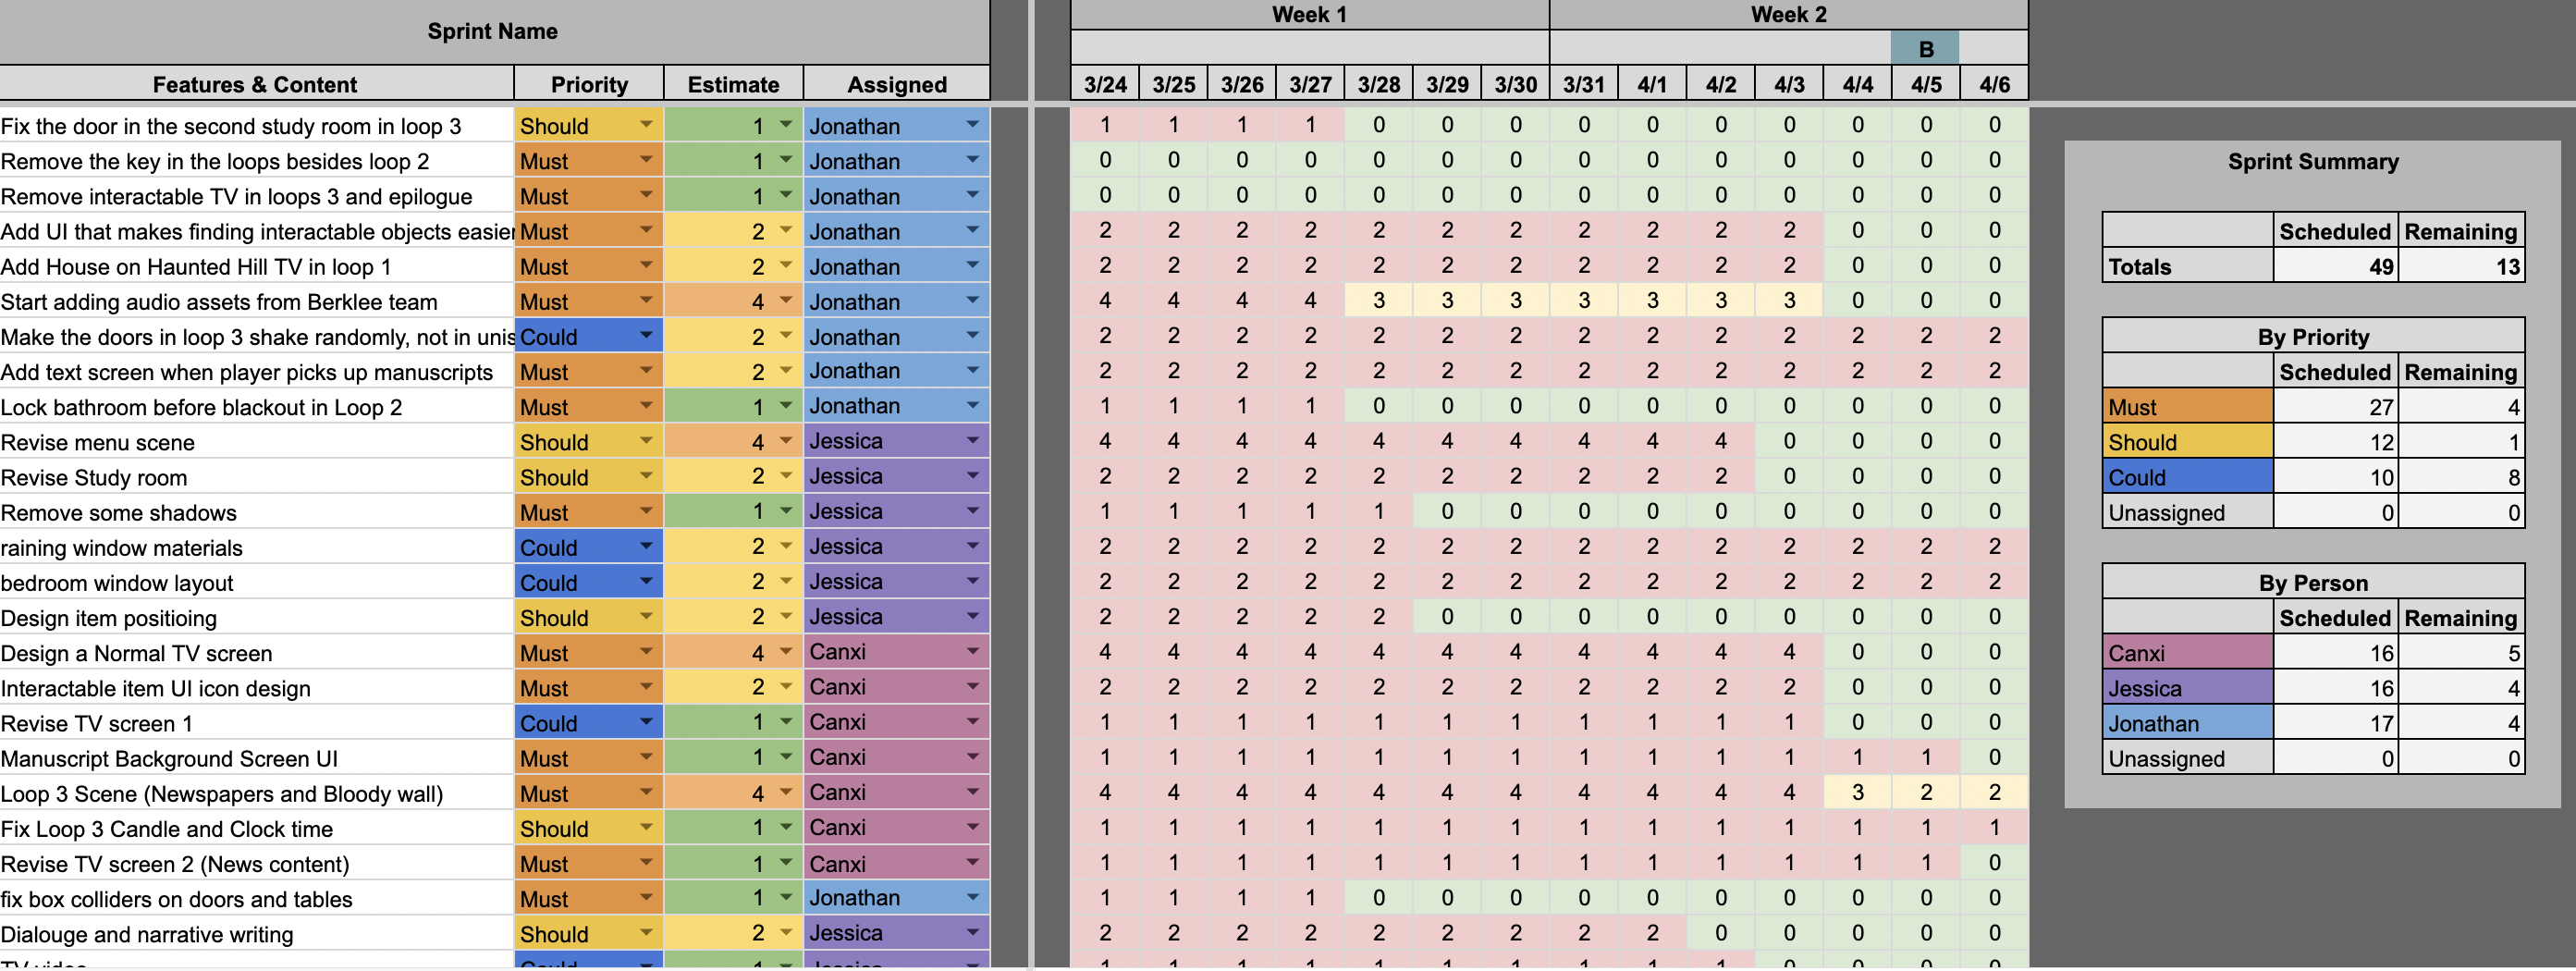 Sprint Name Week 1 Week 2
B
Features & Content Priority Estimate Assigned 3/24 3/25 3/26 3/27 3/28 3/29 3/30 3/31 4/1 4/2 4/3 4/4 4/5 4/6
Fix the door in the second study room in loop 3 Should 1 Jonathan 1 1 1 1 0 0 0 0 0 0 0 0 0 0
Remove the key in the loops besides loop 2 Must 1 Jonathan 0 0 0 0 0 0 0 0 0 0 0 0 0 0
Remove interactable TV in loops 3 and epilogue Must 1 Jonathan 0 0 0 0 0 0 0 0 0 0 0 0 0 0
Add UI that makes finding interactable objects easier Must 2 Jonathan 2 2 2 2 2 2 2 2 2 2 2 0 0 0
Add House on Haunted Hill TV in loop 1 Must 2 Jonathan 2 2 2 2 2 2 2 2 2 2 2 0 0 0
Start adding audio assets from Berklee team Must 4 Jonathan 4 4 4 4 3 3 3 3 3 3 3 0 0 0
Make the doors in loop 3 shake randomly, not in unis Could 2 Jonathan 2 2 2 2 2 2 2 2 2 2 2 2 2 2
Add text screen when player picks up manuscripts Must 2 Jonathan 2 2 2 2 2 2 2 2 2 2 2 2 2 2
Lock bathroom before blackout in Loop 2 Must 1 Jonathan 1 1 1 1 0 0 0 0 0 0 0 0 0 0
Revise menu scene Should 4 Jessica 4 4 4 4 4 4 4 4 4 4 0 0 0 0
Revise Study room Should 2 Jessica 2 2 2 2 2 2 2 2 2 2 0 0 0 0
Remove some shadows Must 1 Jessica 1 1 1 1 1 0 0 0 0 0 0 0 0 0
raining window materials Could 2 Jessica 2 2 2 2 2 2 2 2 2 2 2 2 2 2
bedroom window layout Could 2 Jessica 2 2 2 2 2 2 2 2 2 2 2 2 2 2
Design item positioing Should 2 Jessica 2 2 2 2 2 0 0 0 0 0 0 0 0 0
Design a Normal TV screen Must 4 Canxi 4 4 4 4 4 4 4 4 4 4 4 0 0 0
Interactable item UI icon design Must 2 Canxi 2 2 2 2 2 2 2 2 2 2 2 0 0 0
Revise TV screen 1 Could 1 Canxi 1 1 1 1 1 1 1 1 1 1 1 0 0 0
Manuscript Background Screen UI Must 1 Canxi 1 1 1 1 1 1 1 1 1 1 1 1 1 0
Loop 3 Scene (Newspapers and Bloody wall) Must 4 Canxi 4 4 4 4 4 4 4 4 4 4 4 3 2 2
Fix Loop 3 Candle and Clock time Should 1 Canxi 1 1 1 1 1 1 1 1 1 1 1 1 1 1
Revise TV screen 2 (News content) Must 1 Canxi 1 1 1 1 1 1 1 1 1 1 1 1 1 0
fix box colliders on doors and tables Must 1 Jonathan 1 1 1 1 0 0 0 0 0 0 0 0 0 0
Dialouge and narrative writing Should 2 Jessica 2 2 2 2 2 2 2 2 2 0 0 0 0 0
TV video Could 1 Jessica 1 1 1 1 1 1 1 1 1 1 0 0 0 0
Sprint Summary
Scheduled Remaining
Totals 49 13
By Priority
Scheduled Remaining
Must 27 4
Should 12 1
Could 10 8
Unassigned 0 0
By Person
Scheduled Remaining
Canxi 16 5
Jessica 16 4
Jonathan 17 4
Unassigned 0 0